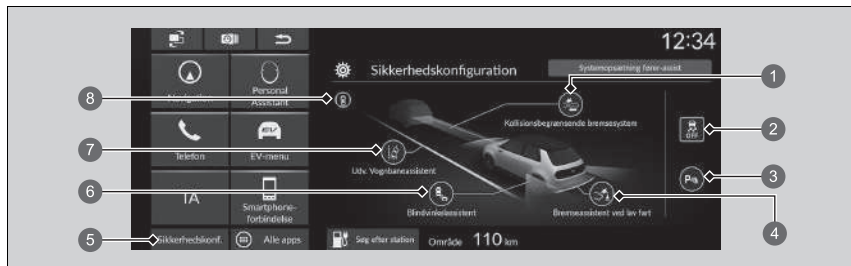 12:34
Sikkerhedskonfiguration
Systemopsætning fører-assist
1
8
Navigation
Personal
Assistant
Kollisionsbegrænsende bremsesystem
OFF
2
7
Telefon
EV
EV-menu
Udv. Vognbaneassistent
P
3
6
TA
Smartphone-
forbindelse
Blindvinkelassistent
Bremseassistent ved lav fart
4
5
Sikkerhedskonf.
Alle apps
Søg efter station
Område 110 km